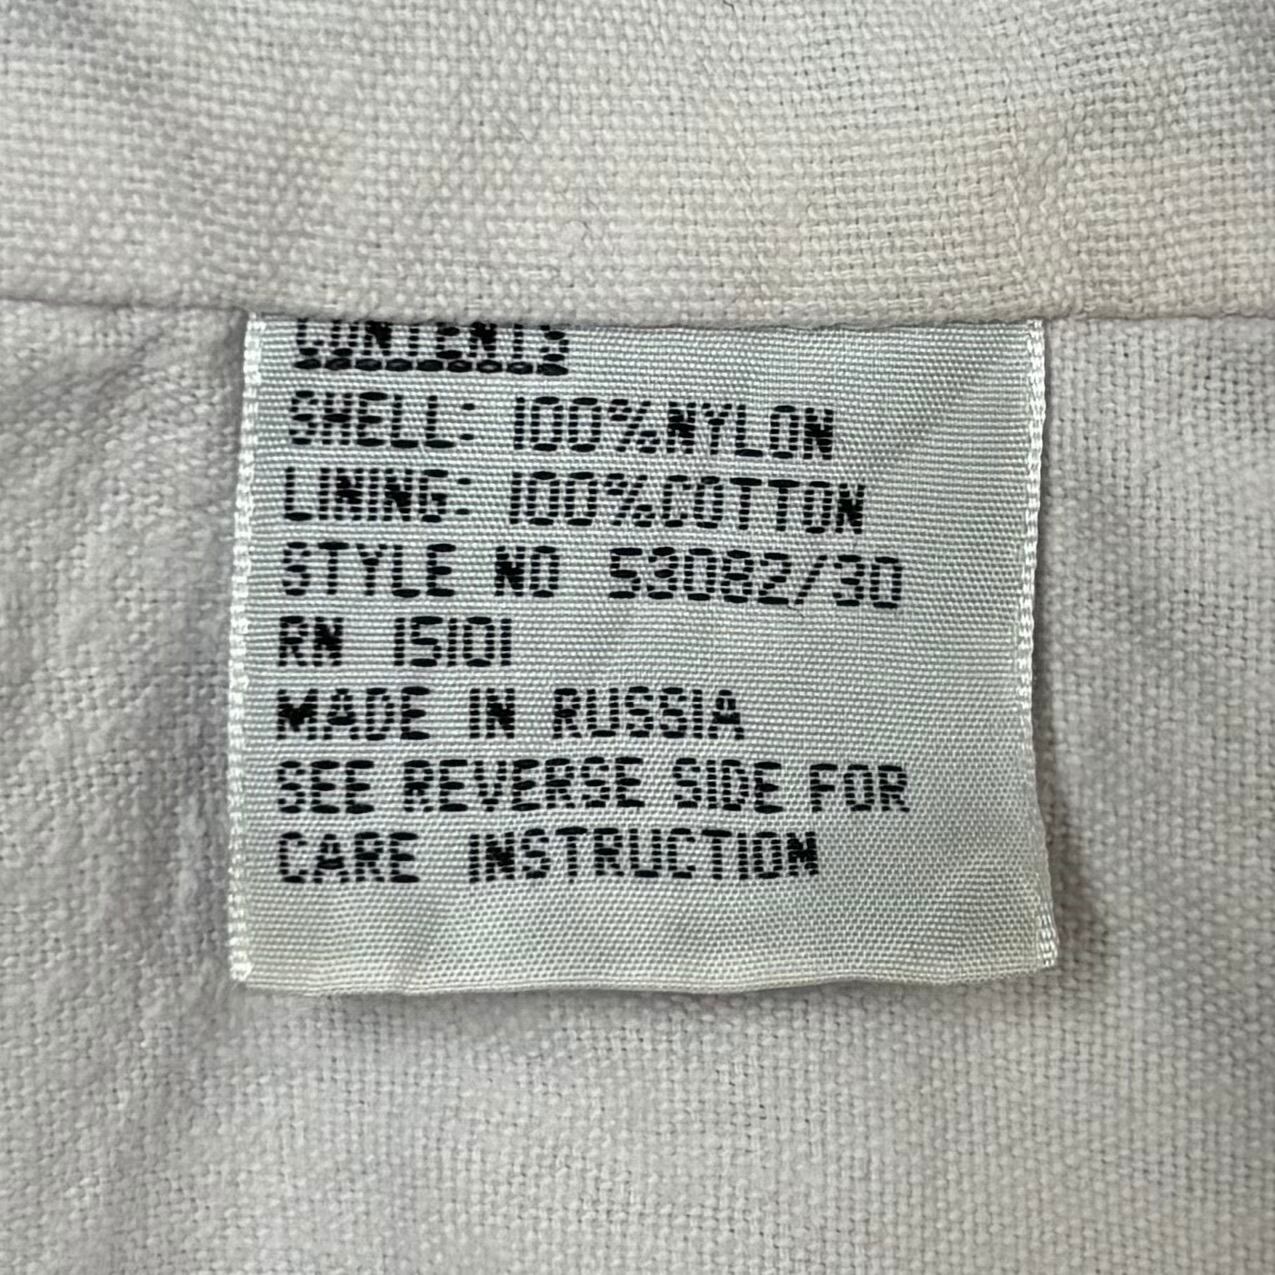 CONTENTS
SHELL: 100%NYLON
LINING: 100%COTTON
STYLE NO 53082/30
RN 15101
MADE IN RUSSIA
SEE REVERSE SIDE FOR
CARE INSTRUCTION